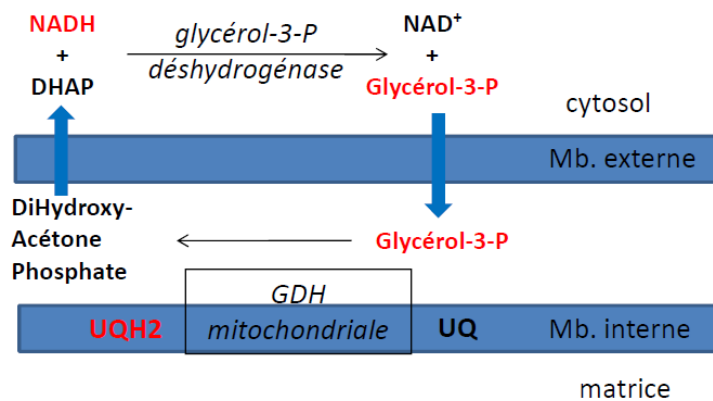 NADH
+
DHAP
glycérol-3-P
déshydrogénase
NAD+
+
Glycérol-3-P
cytosol
Mb. externe
DiHydroxy-
Acétone
Phosphate
Glycérol-3-P
GDH
mitochondriale
UQH2
UQ
Mb. interne
matrice